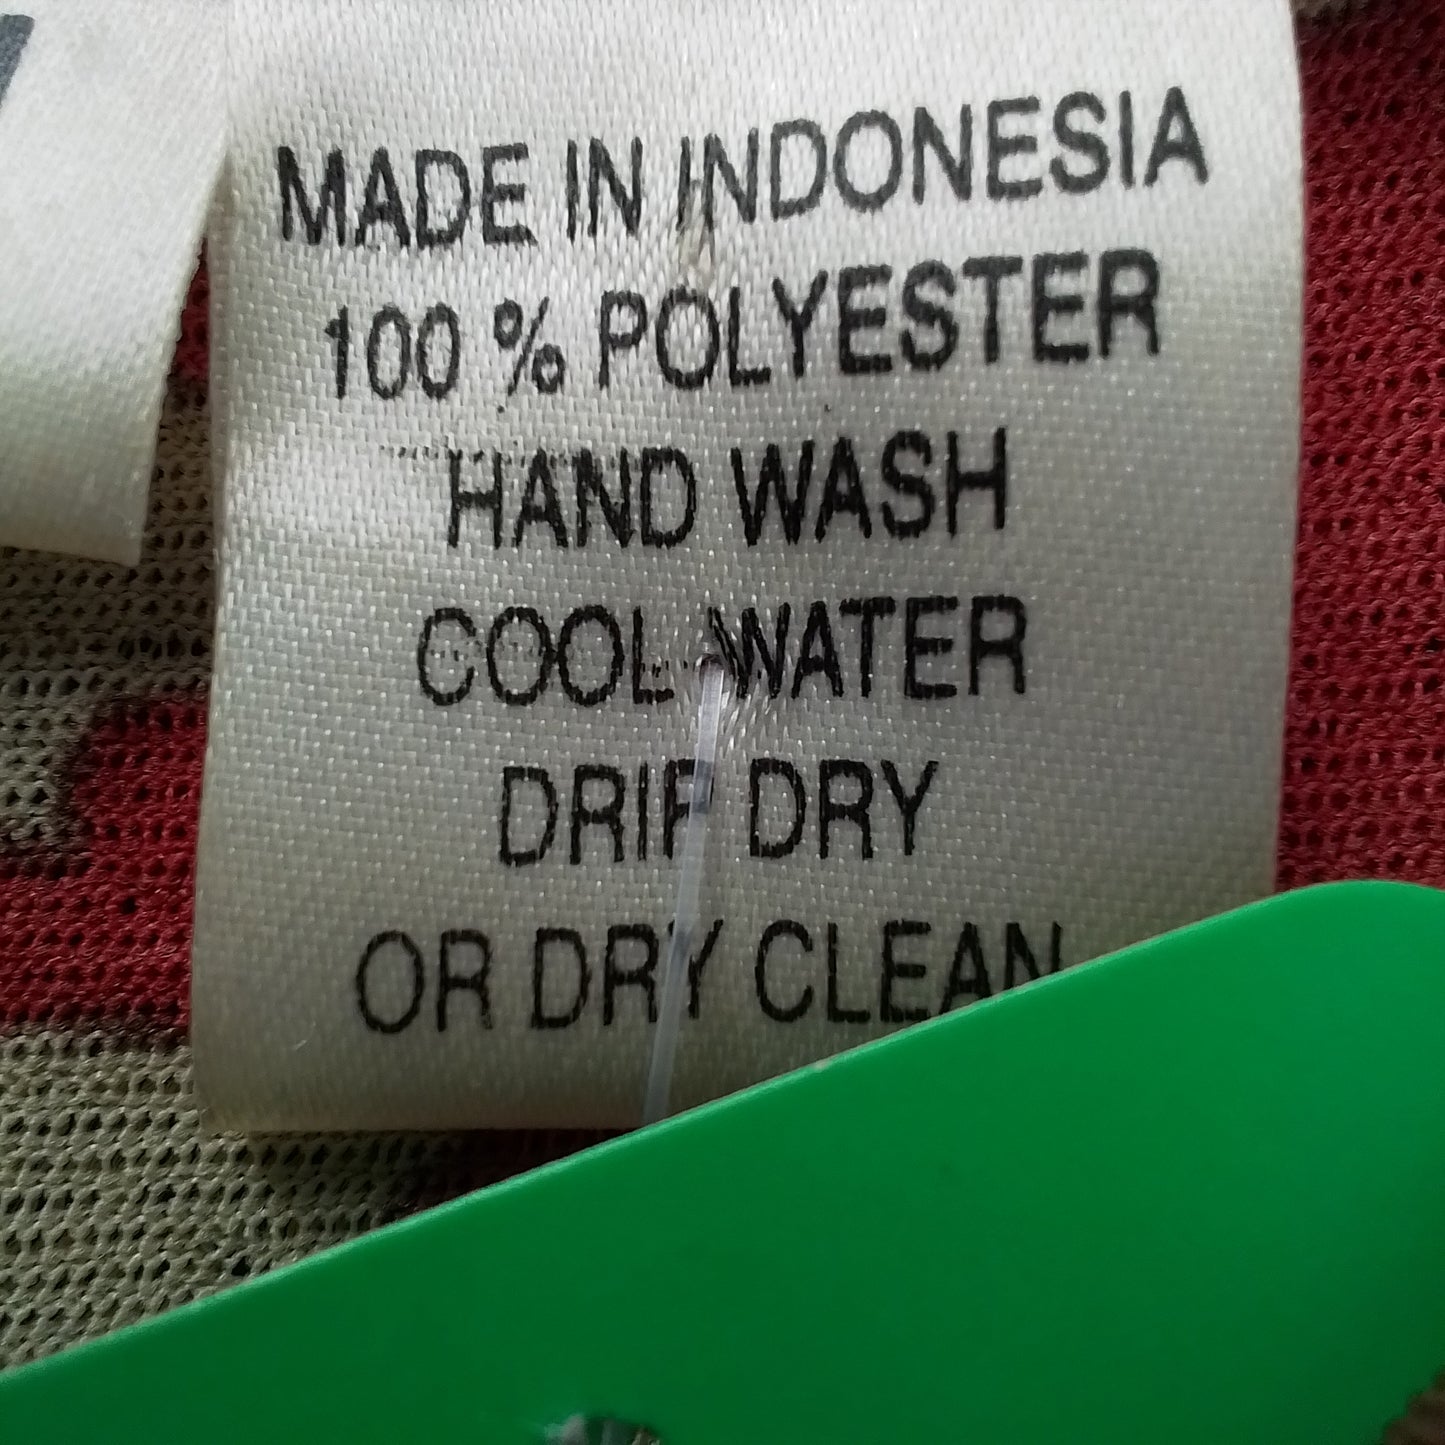 MADE IN INDONESIA
100 % POLYESTER
HAND WASH
COOL WATER
DRIP DRY
OR DRY CLEAN